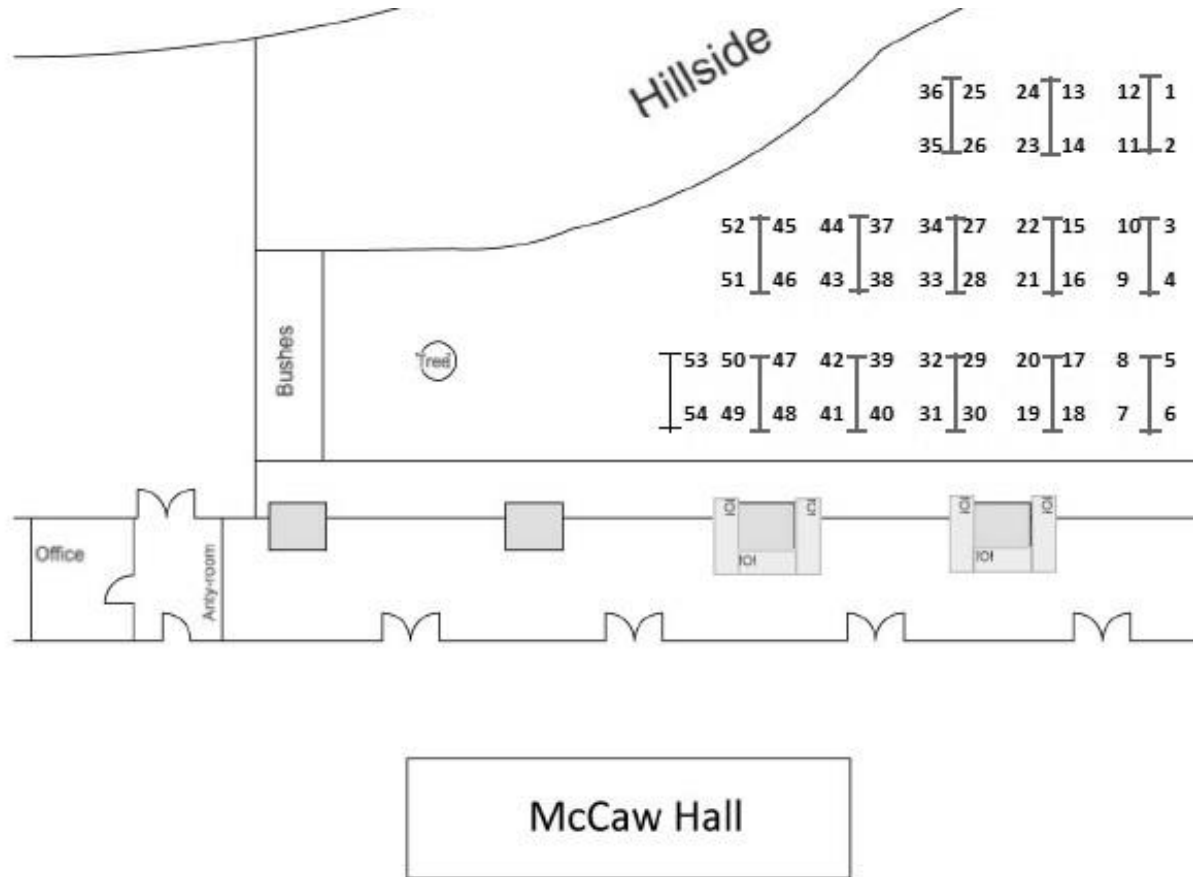 Hillside
36 25 24 13 12 1
35 26 23 14 11 2
52 45 44 37 34 27 22 15 10 3
51 46 43 38 33 28 21 16 9 4
Bushes
Tree
53 50 47 42 39 32 29 20 17 8 5
54 49 48 41 40 31 30 19 18 7 6
Office
Anty-room
McCaw Hall